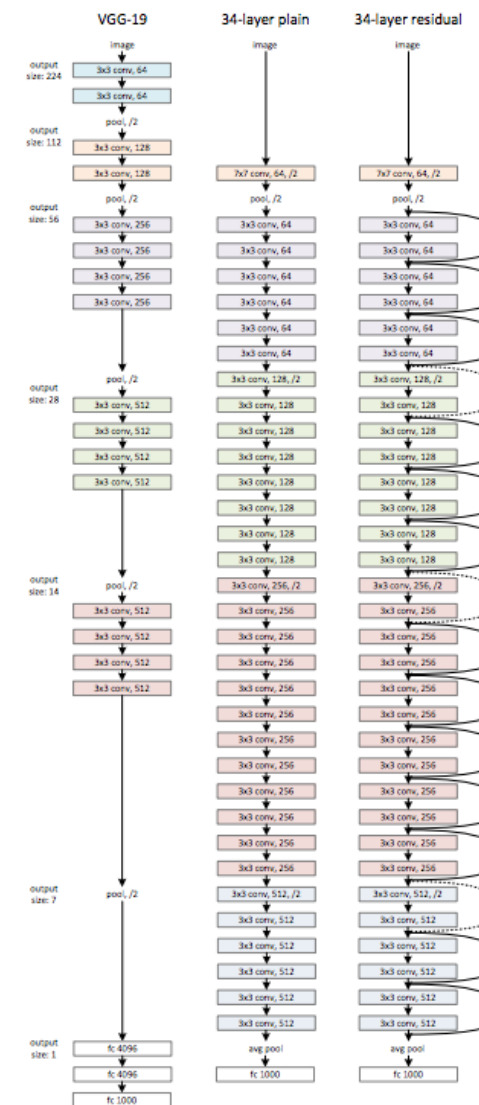 VGG-19
34-layer plain
34-layer residual
output
size: 224
image
3x3 conv, 64
3x3 conv, 64
pool, /2
output
size: 112
3x3 conv, 128
3x3 conv, 128
pool, /2
output
size: 56
3x3 conv, 256
3x3 conv, 256
3x3 conv, 256
3x3 conv, 256
pool, /2
output
size: 28
3x3 conv, 512
3x3 conv, 512
3x3 conv, 512
3x3 conv, 512
pool, /2
output
size: 14
3x3 conv, 512
3x3 conv, 512
3x3 conv, 512
3x3 conv, 512
output
size: 7
pool, /2
output
size: 1
fc 4096
fc 4096
fc 1000
image
7x7 conv, 64, /2
pool, /2
3x3 conv, 64
3x3 conv, 64
3x3 conv, 64
3x3 conv, 64
3x3 conv, 64
3x3 conv, 64
3x3 conv, 128, /2
3x3 conv, 128
3x3 conv, 128
3x3 conv, 128
3x3 conv, 128
3x3 conv, 128
3x3 conv, 128
3x3 conv, 128
3x3 conv, 256, /2
3x3 conv, 256
3x3 conv, 256
3x3 conv, 256
3x3 conv, 256
3x3 conv, 256
3x3 conv, 256
3x3 conv, 256
3x3 conv, 256
3x3 conv, 256
3x3 conv, 256
3x3 conv, 256
3x3 conv, 512, /2
3x3 conv, 512
3x3 conv, 512
3x3 conv, 512
3x3 conv, 512
3x3 conv, 512
avg pool
fc 1000
image
7x7 conv, 64, /2
pool, /2
3x3 conv, 64
3x3 conv, 64
3x3 conv, 64
3x3 conv, 64
3x3 conv, 64
3x3 conv, 64
3x3 conv, 128, /2
3x3 conv, 128
3x3 conv, 128
3x3 conv, 128
3x3 conv, 128
3x3 conv, 128
3x3 conv, 128
3x3 conv, 128
3x3 conv, 256, /2
3x3 conv, 256
3x3 conv, 256
3x3 conv, 256
3x3 conv, 256
3x3 conv, 256
3x3 conv, 256
3x3 conv, 256
3x3 conv, 256
3x3 conv, 256
3x3 conv, 256
3x3 conv, 256
3x3 conv, 512, /2
3x3 conv, 512
3x3 conv, 512
3x3 conv, 512
3x3 conv, 512
3x3 conv, 512
avg pool
fc 1000